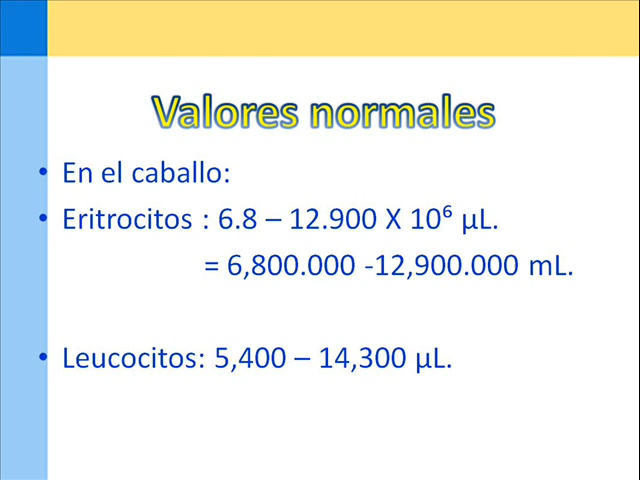 Valores normales
• En el caballo:
• Eritrocitos : 6.8 – 12.900 X 10⁶ µL.
= 6,800.000 -12,900.000 mL.
• Leucocitos: 5,400 – 14,300 µL.